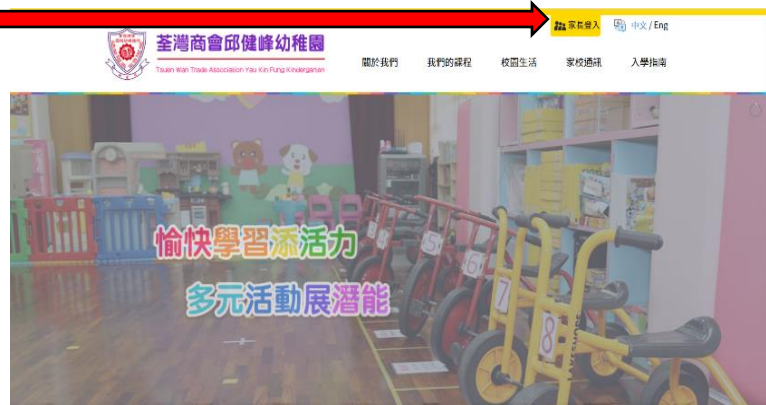 家長登入
中文 / Eng
荃灣商會邱健峰幼稚園
Tsuen Wan Trade Association Yau Kin Fung Kindergarten
關於我們 我們的課程 校園生活 家校通訊 入學指南
愉快學習添活力
多元活動展潛能
4
5
6
7
8